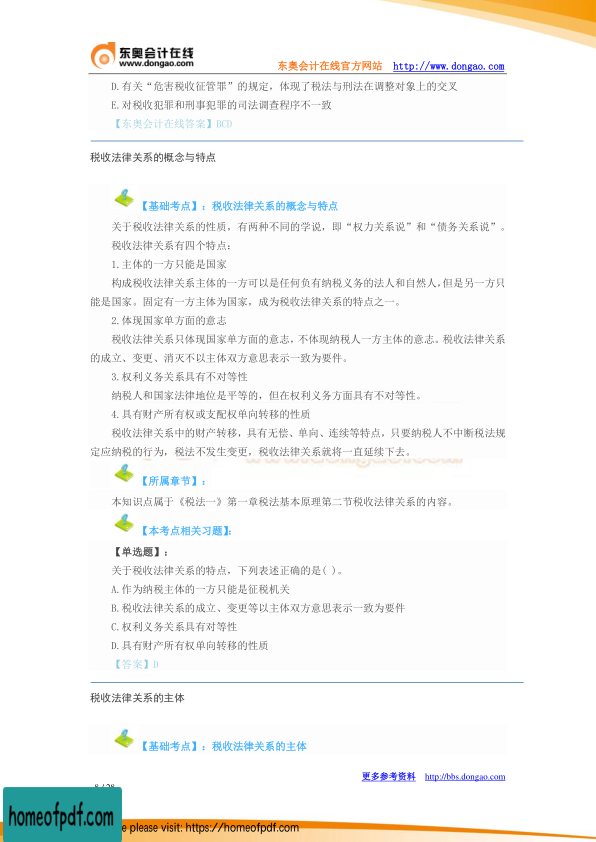 东奥会计在线
www.dongao.com
东奥会计在线官方网站 http://www.dongao.com
D.有关“危害税收征管罪”的规定，体现了税法与刑法在调整对象上的交叉
E.对税收犯罪和刑事犯罪的司法调查程序不一致
【东奥会计在线答案】BCD
税收法律关系的概念与特点
【基础考点】：税收法律关系的概念与特点
关于税收法律关系的性质，有两种不同的学说，即“权力关系说”和“债务关系说”。
税收法律关系有四个特点：
1.主体的一方只能是国家
构成税收法律关系主体的一方可以是任何负有纳税义务的法人和自然人，但是另一方只
能是国家。固定有一方主体为国家，成为税收法律关系的特点之一。
2.体现国家单方面的意志
税收法律关系只体现国家单方面的意志，不体现纳税人一方主体的意志。税收法律关系
的成立、变更、消灭不以主体双方意思表示一致为要件。
3.权利义务关系具有不对等性
纳税人和国家法律地位是平等的，但在权利义务方面具有不对等性。
4.具有财产所有权或支配权单向转移的性质
税收法律关系中的财产转移，具有无偿、单向、连续等特点，只要纳税人不中断税法规
定应纳税的行为，税法不发生变更，税收法律关系就将一直延续下去。
【所属章节】：
本知识点属于《税法一》第一章税法基本原理第二节税收法律关系的内容。
【本考点相关习题】：
【单选题】：
关于税收法律关系的特点，下列表述正确的是( )。
A.作为纳税主体的一方只能是征税机关
B.税收法律关系的成立、变更等以主体双方意思表示一致为要件
C.权利义务关系具有对等性
D.具有财产所有权单向转移的性质
【答案】D
税收法律关系的主体
【基础考点】：税收法律关系的主体
更多参考资料 http://bbs.dongao.com
homeofpdf.com
please visit: https://homeofpdf.com